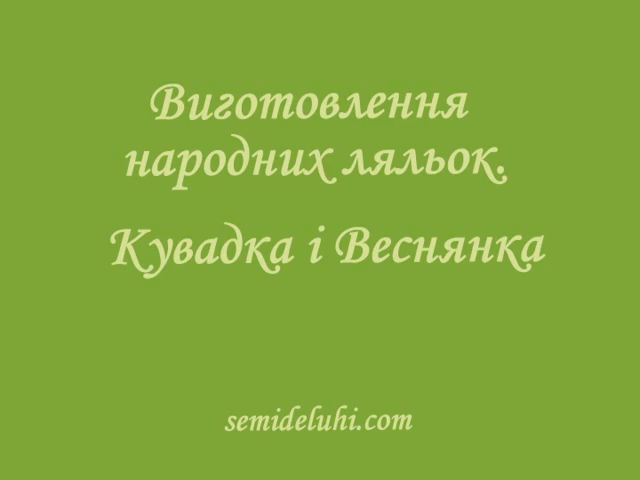 Виготовлення
народних ляльок.
Кувадка і Веснянка
semideluhi.com